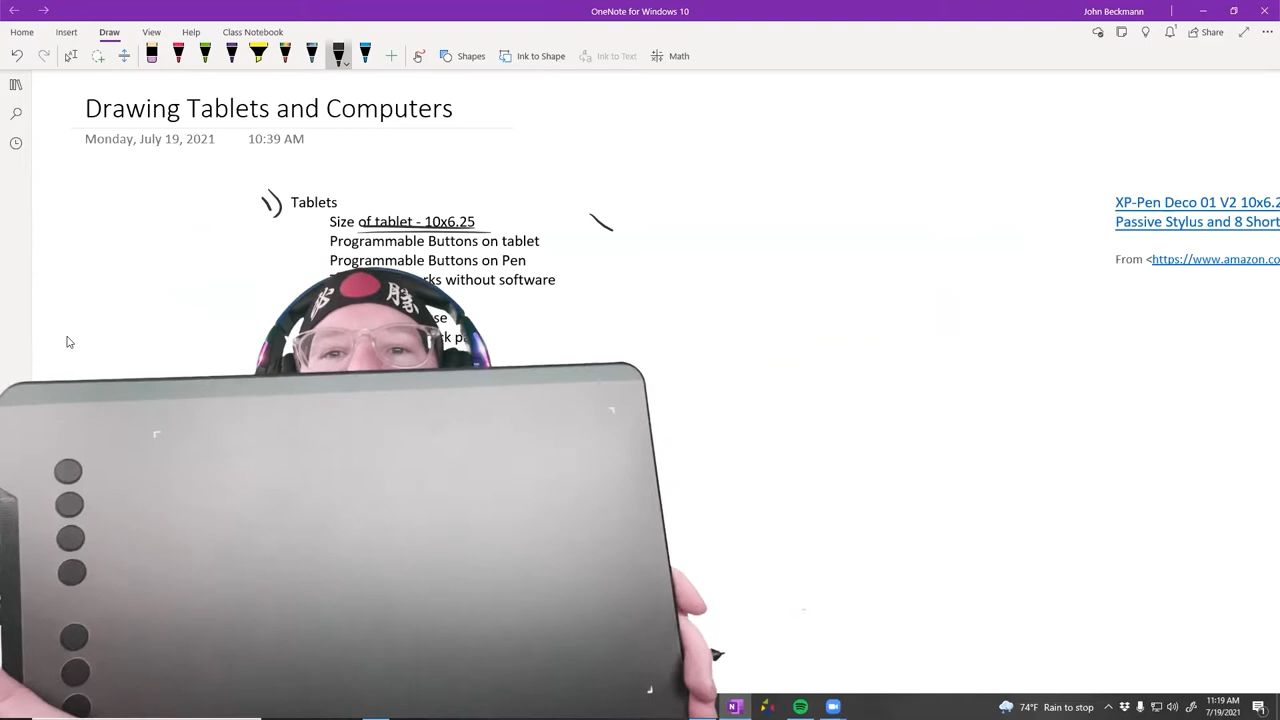 OneNote for Windows 10
John Beckmann
Home Insert Draw View Help Class Notebook
Share
Shapes Ink to Shape Ink to Text Math
Drawing Tablets and Computers
Monday, July 19, 2021 10:39 AM
Tablets
Size of tablet - 10x6.25
Programmable Buttons on tablet
Programmable Buttons on Pen
without software
XP-Pen Deco 01 V2 10x6.2
Passive Stylus and 8 Short
From <https://www.amazon.co
必 勝
74°F Rain to stop
11:19 AM
7/19/2021